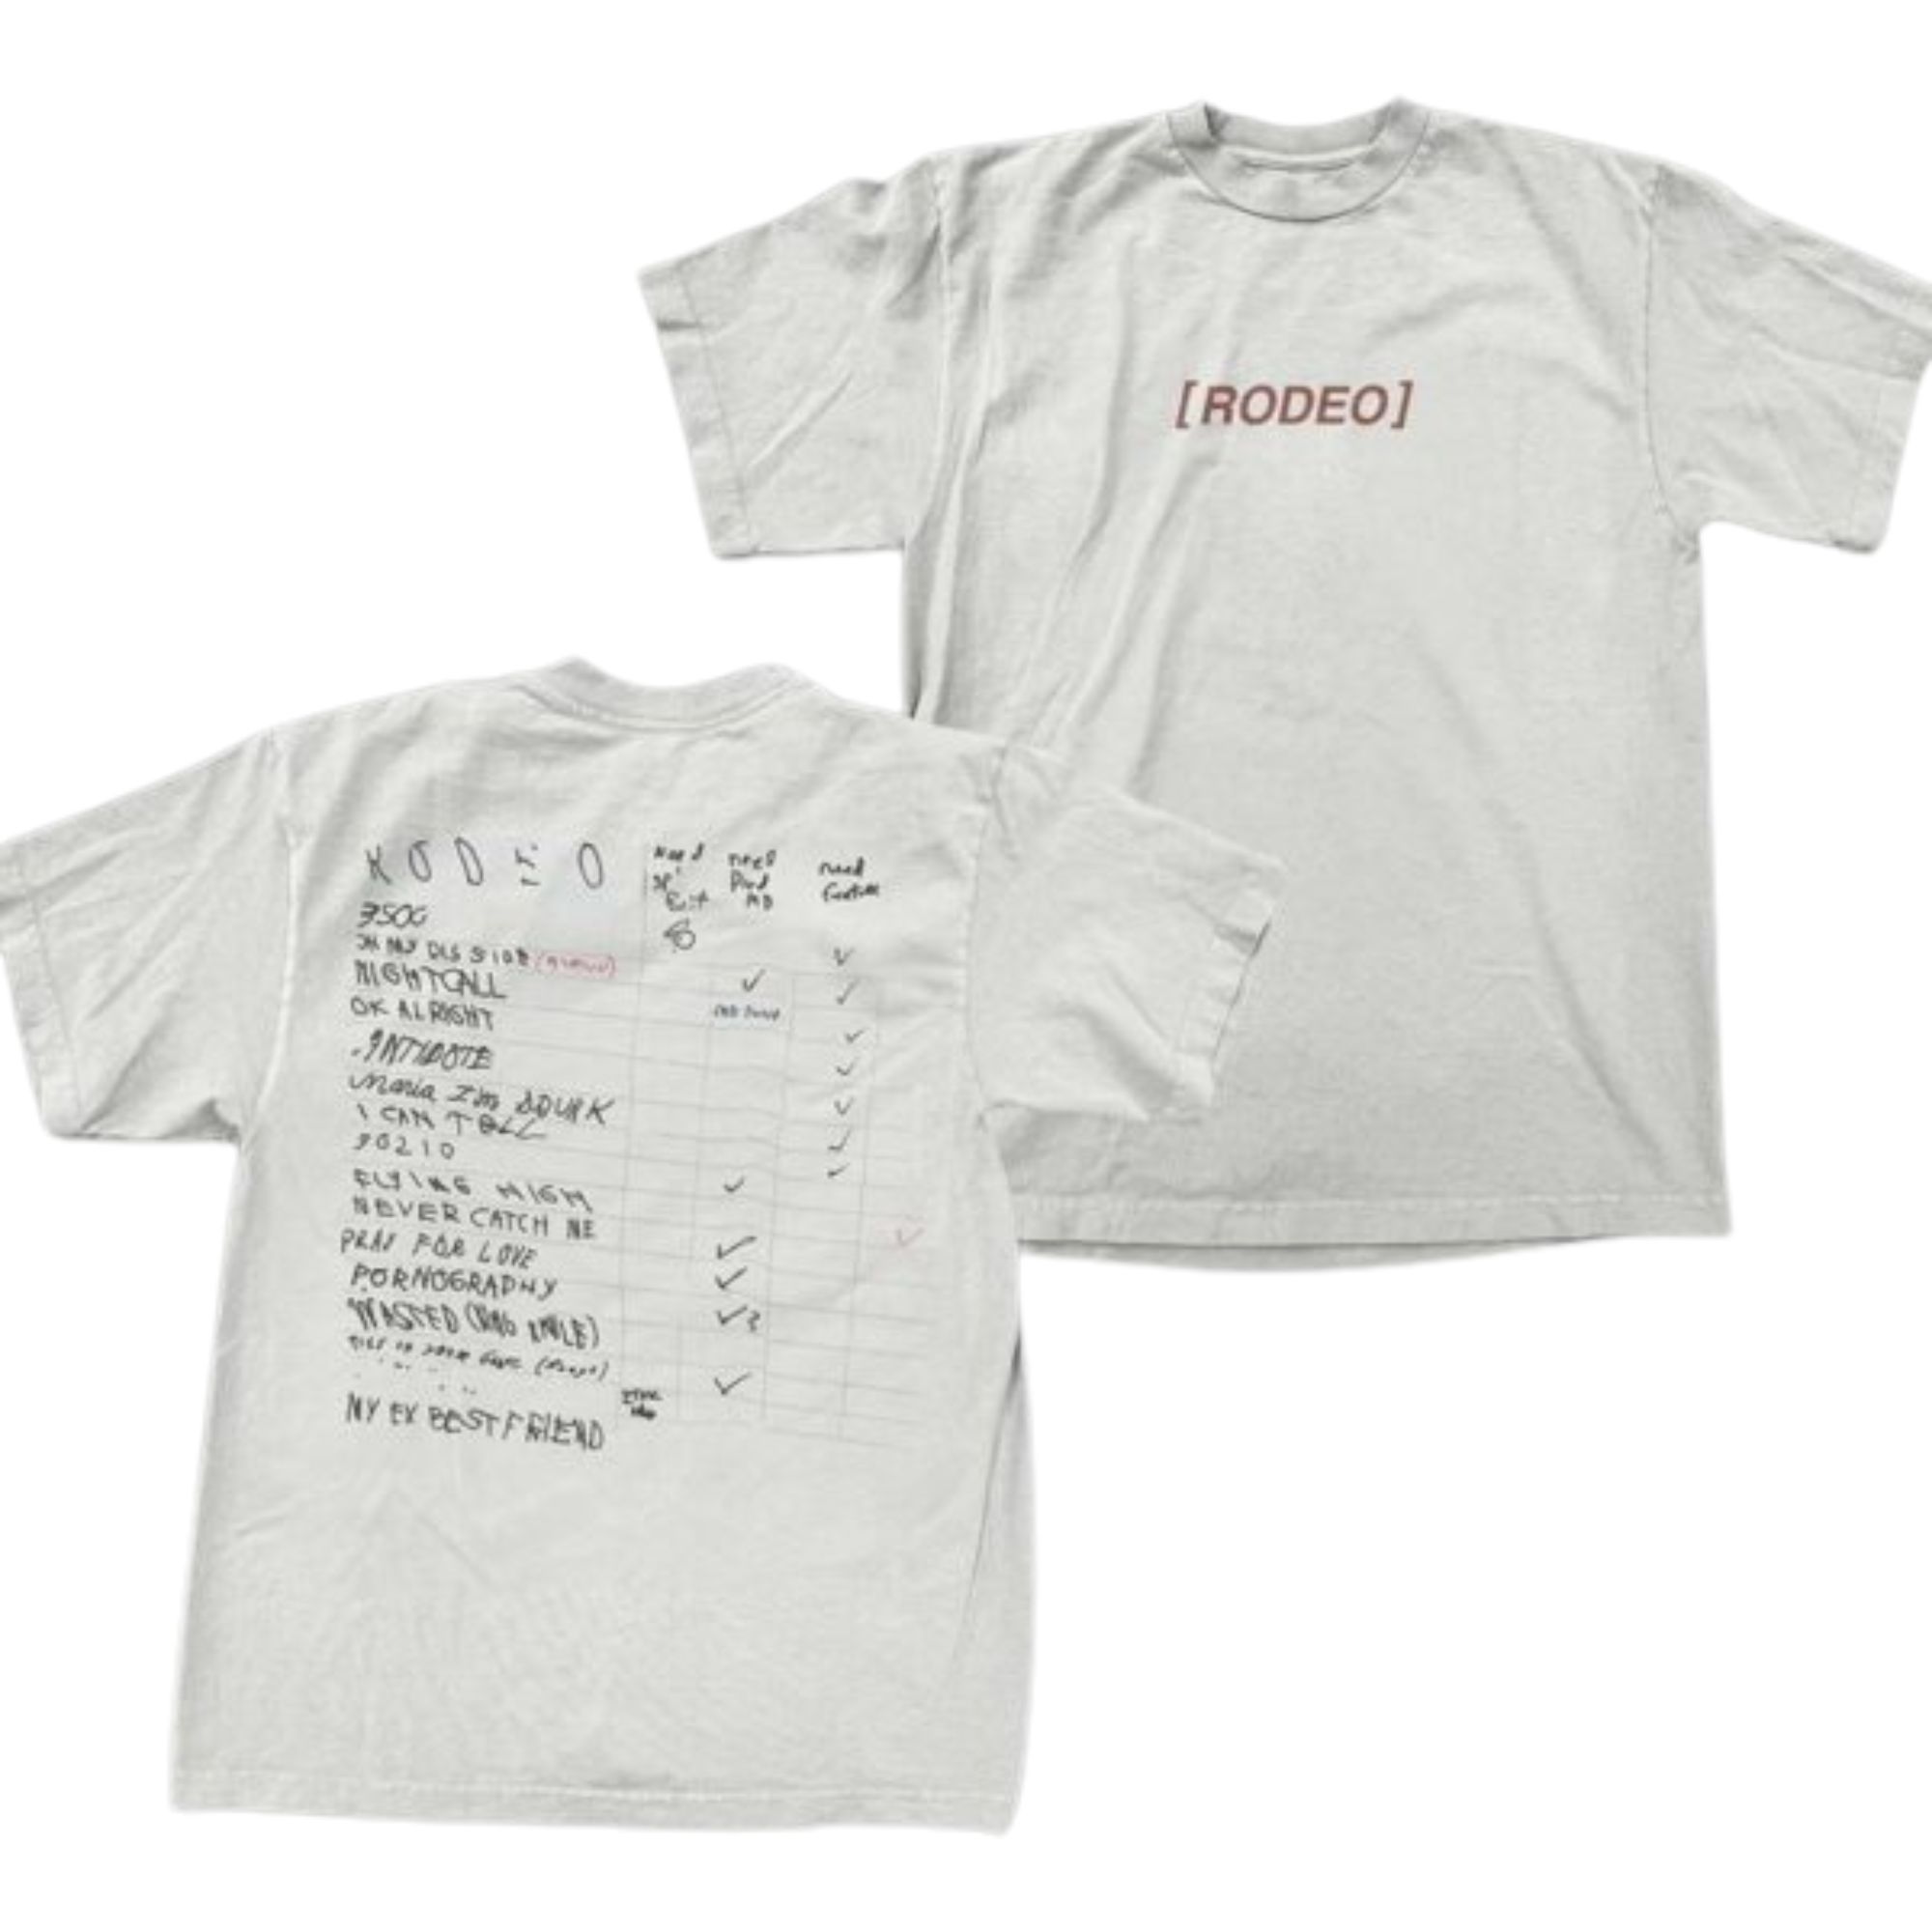 [RODEO]
RODEO
need
need
need
3500
NIGHTCALL
OK ALRIGHT
ANTIDOTE
Maria I'm DRUNK
I CAN TELL
90210
FLYING HIGH
NEVER CATCH ME
PRAY FOR LOVE
PORNOGRAPHY
WASTED
MY EX BEST FRIEND